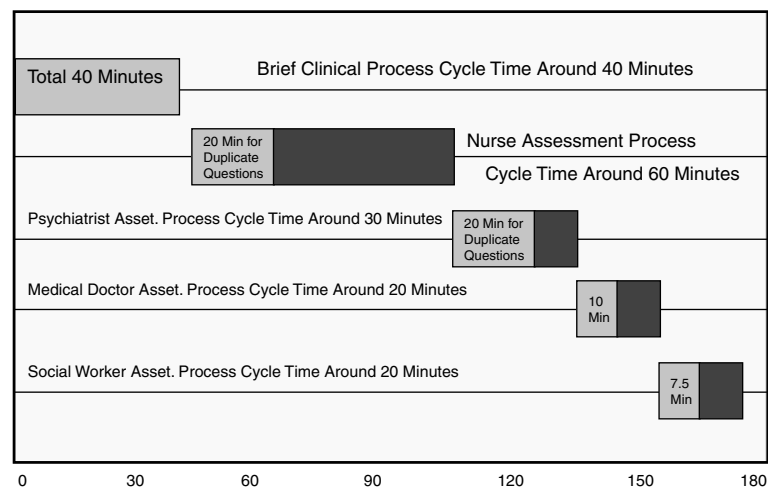 Total 40 Minutes
Brief Clinical Process Cycle Time Around 40 Minutes
20 Min for
Duplicate
Questions
Nurse Assessment Process
Cycle Time Around 60 Minutes
Psychiatrist Asset. Process Cycle Time Around 30 Minutes
20 Min for
Duplicate
Questions
Medical Doctor Asset. Process Cycle Time Around 20 Minutes
10
Min
Social Worker Asset. Process Cycle Time Around 20 Minutes
7.5
Min
0 30 60 90 120 150 180